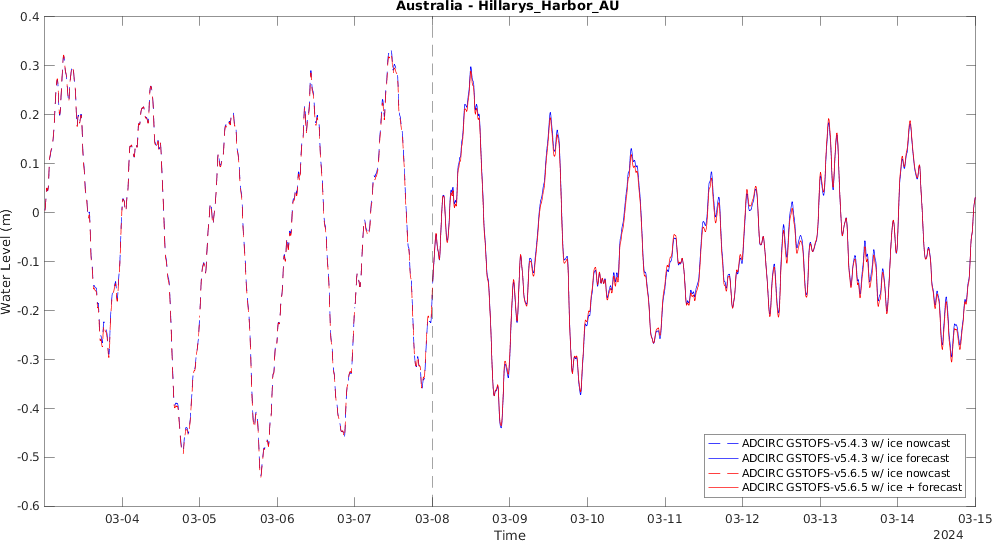 Australia - Hillarys_Harbor_AU
Water Level (m)
0.4
0.3
0.2
0.1
0
-0.1
-0.2
-0.3
-0.4
-0.5
-0.6
ADCIRC GSTOFS-v5.4.3 w/ ice nowcast
ADCIRC GSTOFS-v5.4.3 w/ ice forecast
ADCIRC GSTOFS-v5.6.5 w/ ice nowcast
ADCIRC GSTOFS-v5.6.5 w/ ice + forecast
03-04 03-05 03-06 03-07 03-08 03-09 03-10 03-11 03-12 03-13 03-14 03-15
Time
2024